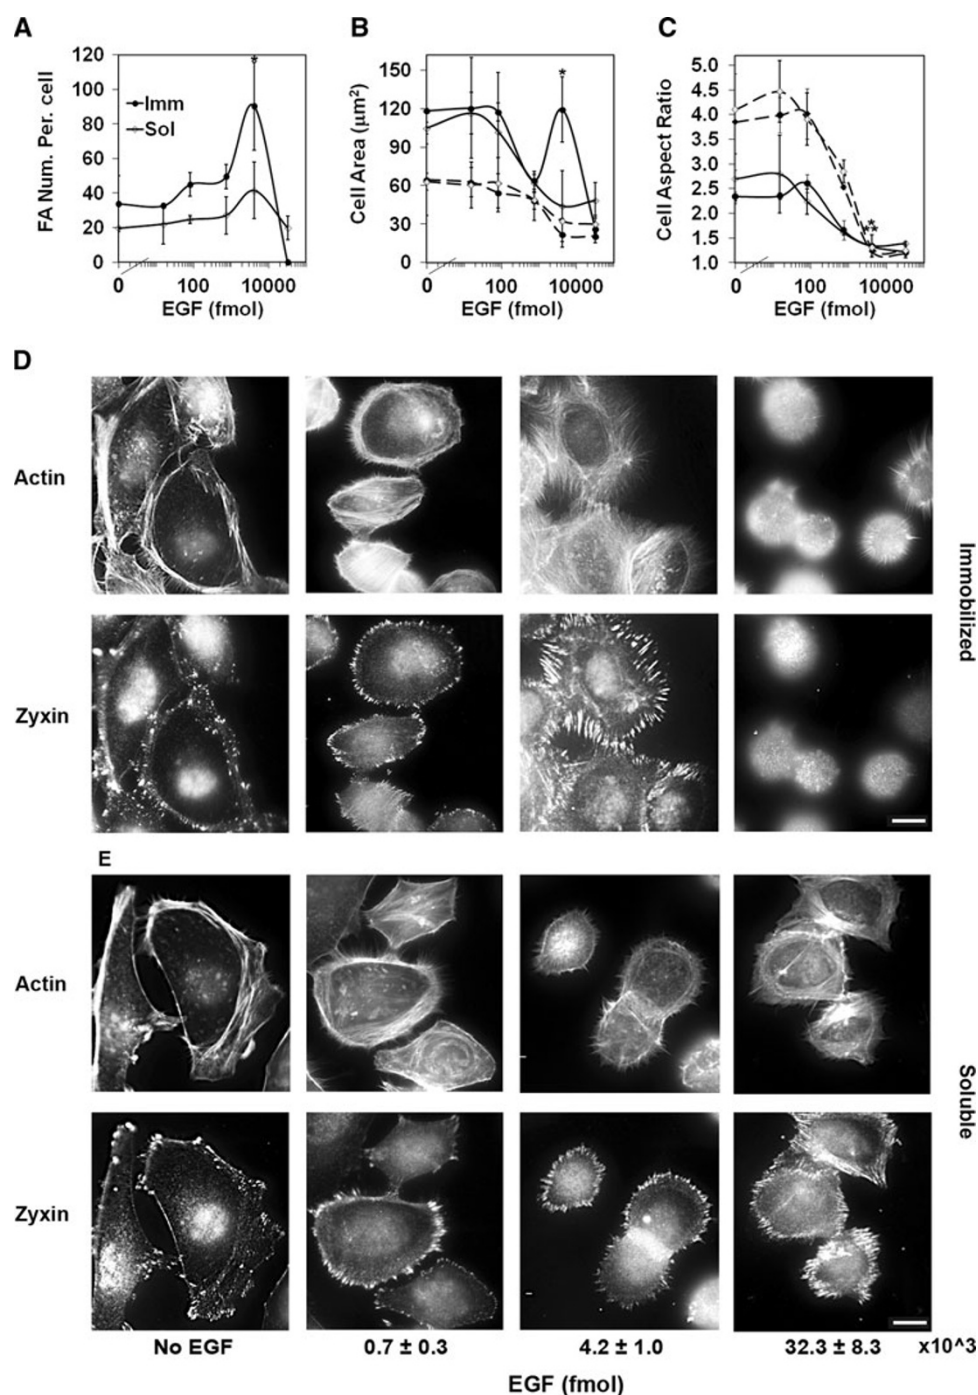 A
B
C
FA Num. Per. cell
120
100
80
60
40
20
0
Imm
Sol
*
0
100
10000
EGF (fmol)
Cell Area (µm²)
150
120
90
60
30
0
*
0
100
10000
EGF (fmol)
Cell Aspect Ratio
5.0
4.5
4.0
3.5
3.0
2.5
2.0
1.5
1.0
**
0
100
10000
EGF (fmol)
D
Actin
Zyxin
Immobilized
E
Actin
Zyxin
Soluble
No EGF
0.7 ± 0.3
4.2 ± 1.0
32.3 ± 8.3
x10^3
EGF (fmol)